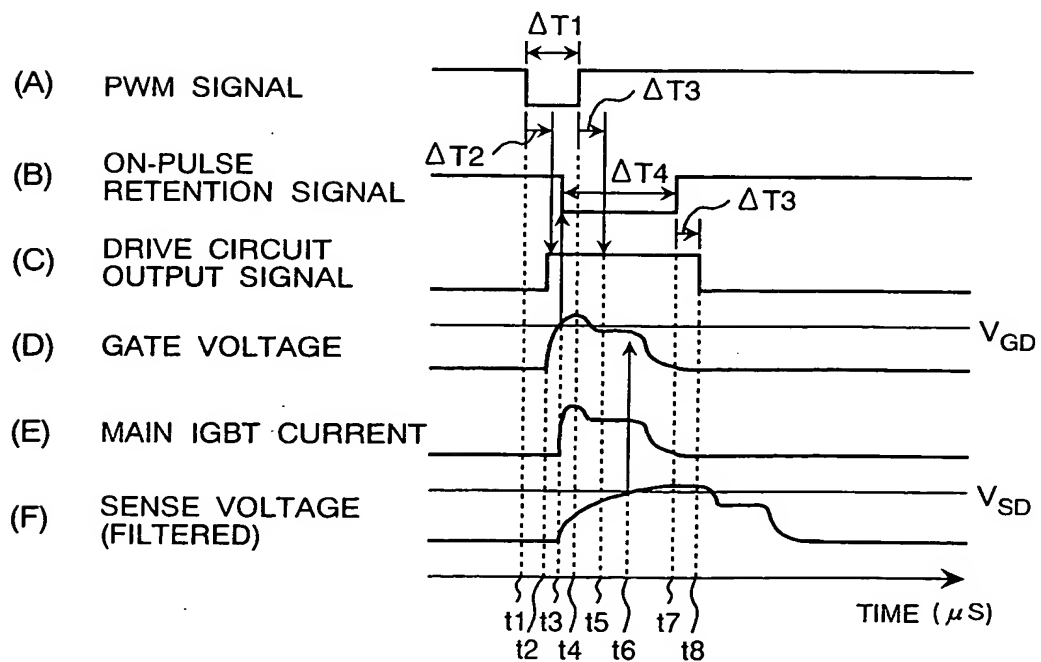 ΔT1
(A) PWM SIGNAL
ΔT3
ΔT2
(B) ON-PULSE
RETENTION SIGNAL
ΔT4
ΔT3
(C) DRIVE CIRCUIT
OUTPUT SIGNAL
(D) GATE VOLTAGE
VGD
(E) MAIN IGBT CURRENT
(F) SENSE VOLTAGE
(FILTERED)
VSD
t1 t3 t5 t7
t2 t4 t6 t8
TIME (μS)